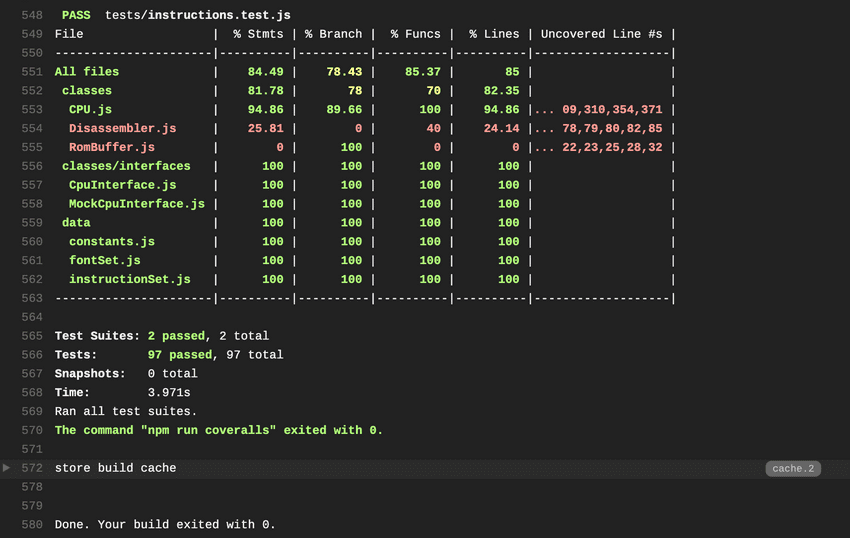 548 PASS tests/instructions.test.js
549 File | % Stmts | % Branch | % Funcs | % Lines | Uncovered Line #s |
550 ----------------------|----------|----------|----------|----------|-------------------|
551 All files | 84.49 | 78.43 | 85.37 | 85 | |
552 classes | 81.78 | 78 | 70 | 82.35 | |
553 CPU.js | 94.86 | 89.66 | 100 | 94.86 |... 09,310,354,371 |
554 Disassembler.js | 25.81 | 0 | 40 | 24.14 |... 78,79,80,82,85 |
555 RomBuffer.js | 0 | 100 | 0 | 0 |... 22,23,25,28,32 |
556 classes/interfaces | 100 | 100 | 100 | 100 | |
557 CpuInterface.js | 100 | 100 | 100 | 100 | |
558 MockCpuInterface.js | 100 | 100 | 100 | 100 | |
559 data | 100 | 100 | 100 | 100 | |
560 constants.js | 100 | 100 | 100 | 100 | |
561 fontSet.js | 100 | 100 | 100 | 100 | |
562 instructionSet.js | 100 | 100 | 100 | 100 | |
563 ----------------------|----------|----------|----------|----------|-------------------|
564
565 Test Suites: 2 passed, 2 total
566 Tests: 97 passed, 97 total
567 Snapshots: 0 total
568 Time: 3.971s
569 Ran all test suites.
570 The command "npm run coveralls" exited with 0.
571
572 store build cache cache.2
578
579
580 Done. Your build exited with 0.